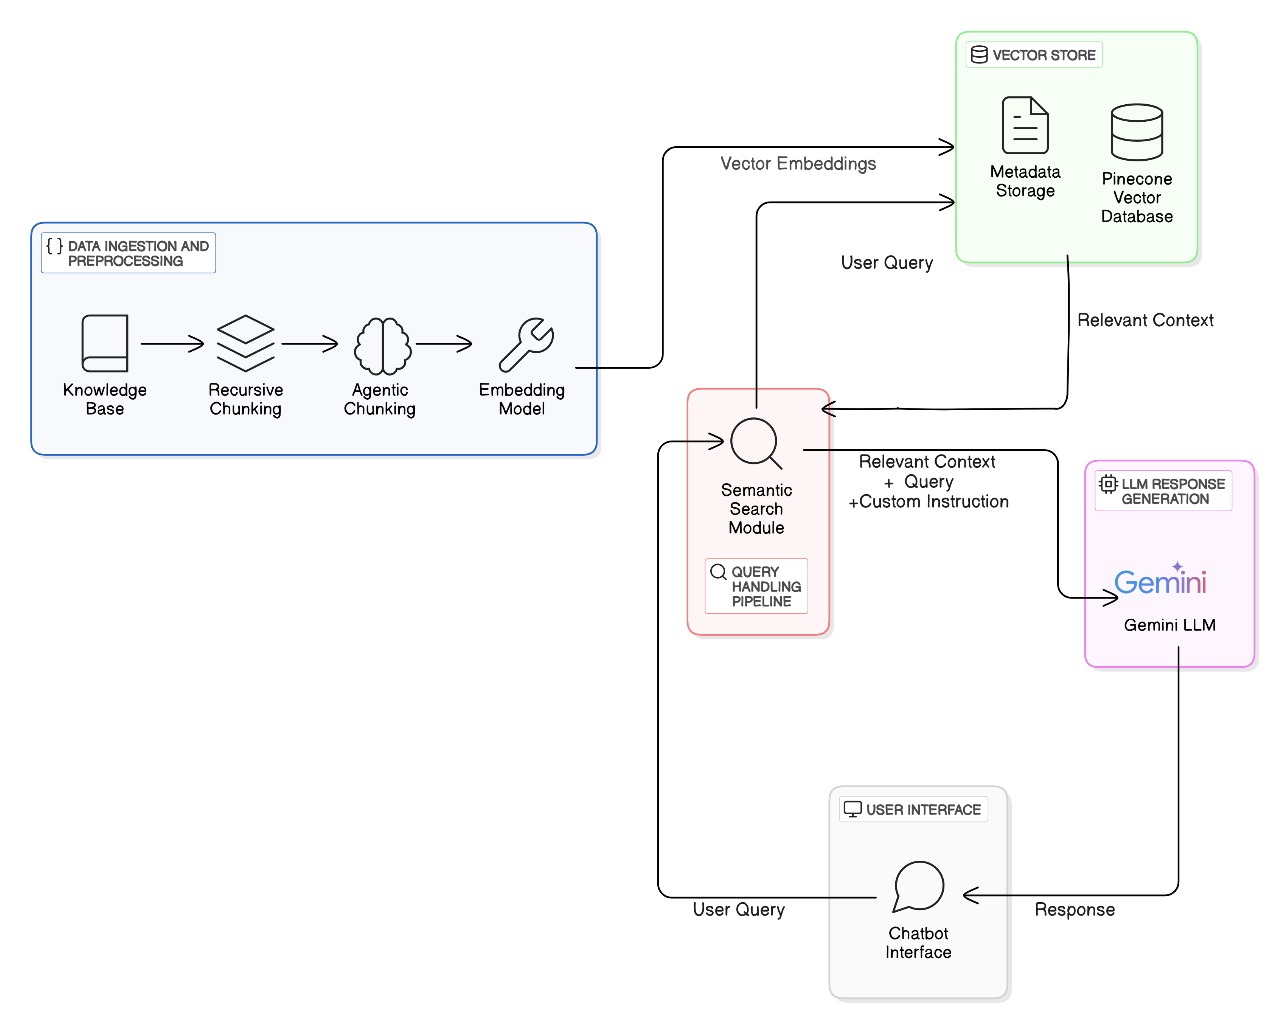 VECTOR STORE
Metadata
Storage
Pinecone
Vector
Database
Vector Embeddings
User Query
Relevant Context
{} DATA INGESTION AND
PREPROCESSING
Knowledge
Base
Recursive
Chunking
Agentic
Chunking
Embedding
Model
Semantic
Search
Module
QUERY
HANDLING
PIPELINE
Relevant Context
+ Query
+Custom Instruction
LLM RESPONSE
GENERATION
Gemini
Gemini LLM
USER INTERFACE
Chatbot
Interface
User Query
Response